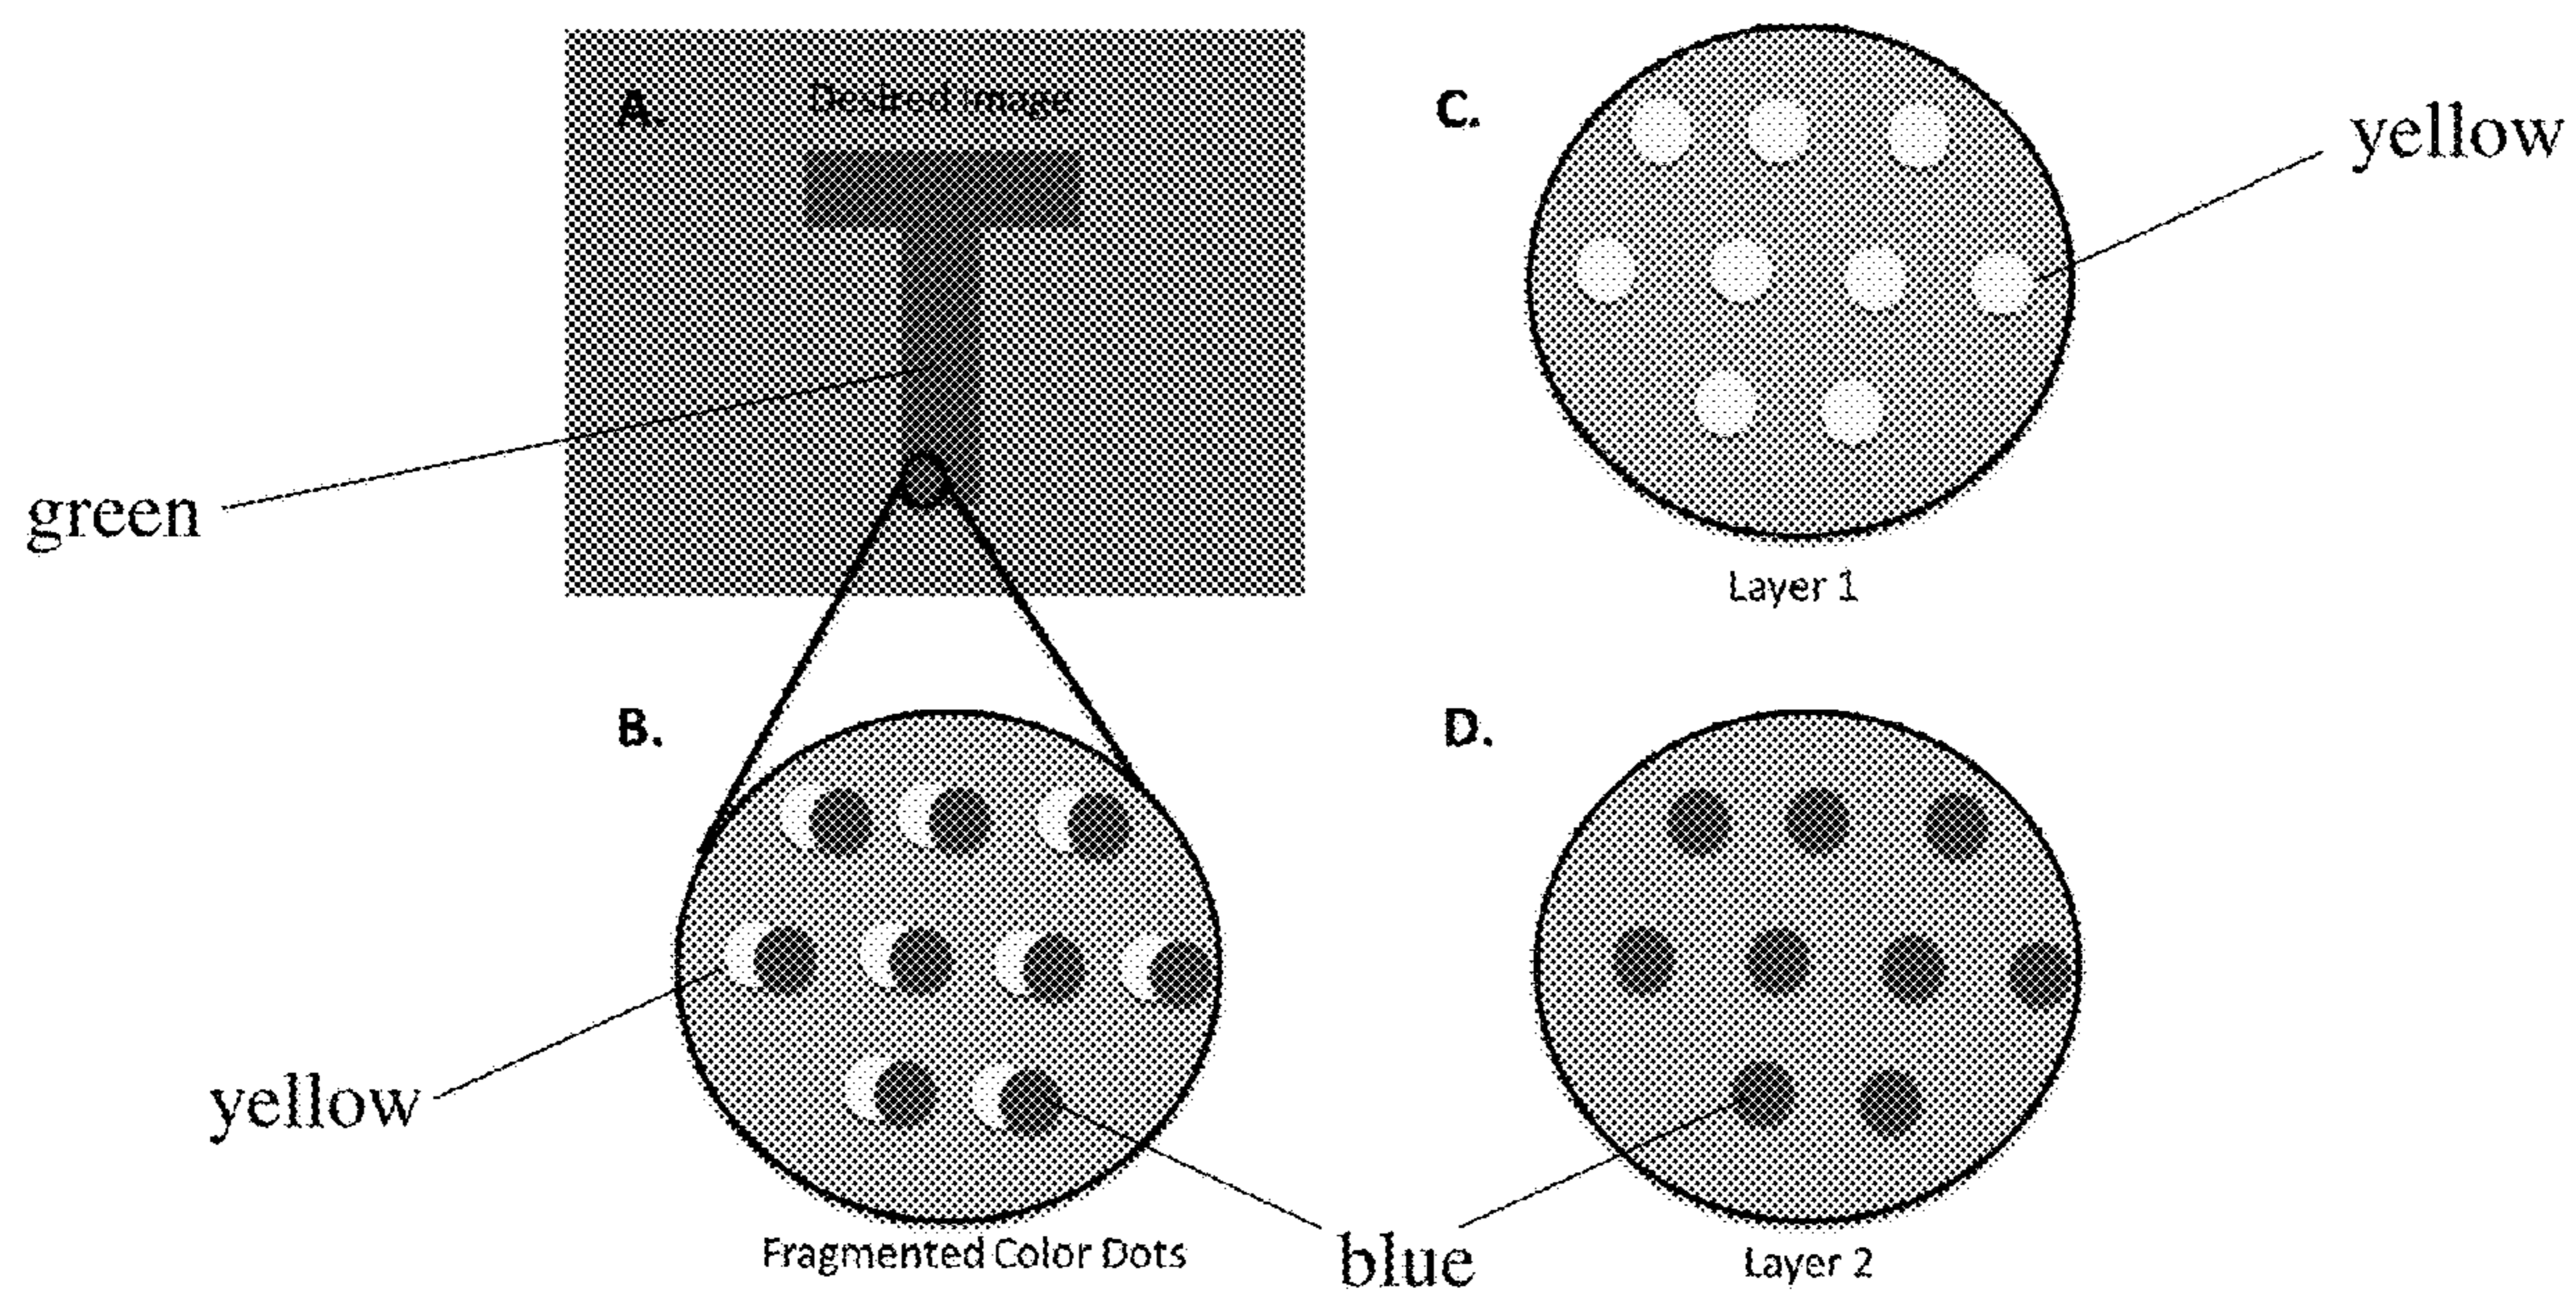 A.
Desired Image
green
C.
yellow
Layer 1
B.
yellow
Fragmented Color Dots
D.
blue
Layer 2